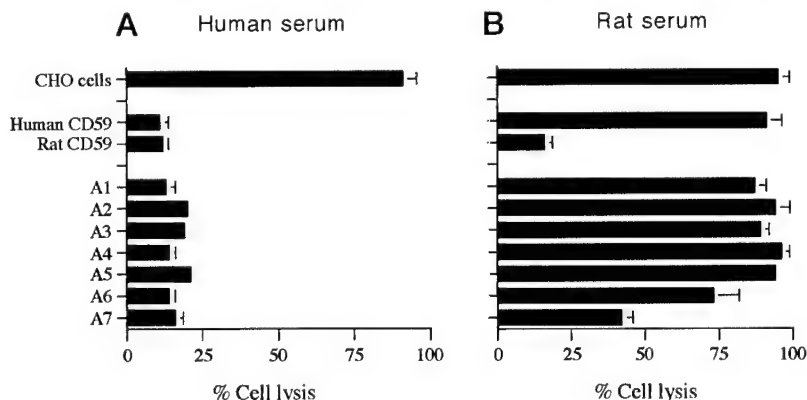 A Human serum
B Rat serum
CHO cells
Human CD59
Rat CD59
A1
A2
A3
A4
A5
A6
A7
0 25 50 75 100
0 25 50 75 100
% Cell lysis
% Cell lysis